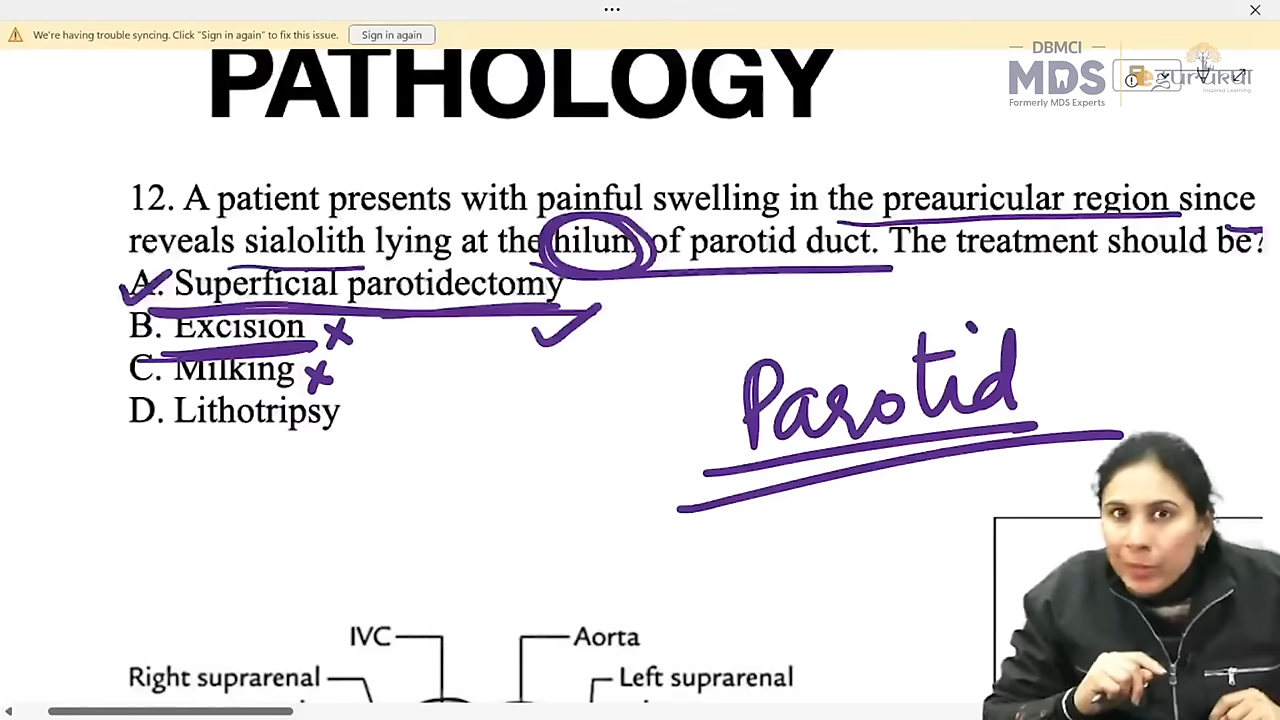 ...
We're having trouble syncing. Click "Sign in again" to fix this issue. Sign in again
PATHOLOGY
DBMCI
MDS
Formerly MDS Experts
egurukul
Inspired Learning
12. A patient presents with painful swelling in the preauricular region since
reveals sialolith lying at the hilum of parotid duct. The treatment should be?
A. Superficial parotidectomy
B. Excision
C. Milking
D. Lithotripsy
Parotid
IVC
Aorta
Right suprarenal
Left suprarenal